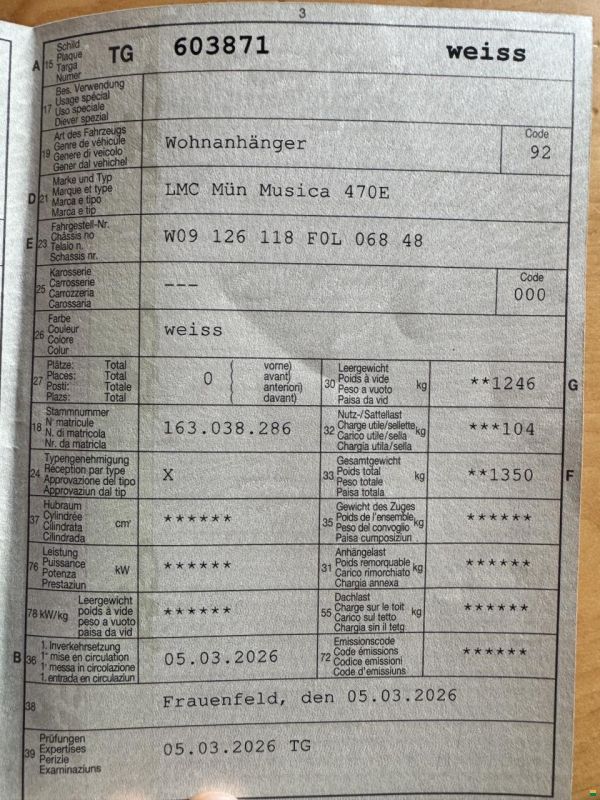 3
A 15 Schild Plaque Targa Numer TG 603871 weiss
17 Bes. Verwendung Usage spécial Uso speciale Diever spezial
19 Art des Fahrzeugs Genre de véhicule Genere di veicolo Gener dal vehichel Wohnanhänger Code 92
D 21 Marke und Typ Marque et type Marca e tipo Marca e tip LMC Mün Musica 470E
E 23 Fahrgestell-Nr. Châssis no Telaio n. Schassis nr. W09 126 118 F0L 068 48
25 Karosserie Carrosserie Carrozzeria Carossaria --- Code 000
26 Farbe Couleur Colore Colur weiss
27 Plätze: Total Places: Total Posti: Totale Plazs: Total 0 ( vorne) avant) anteriori) davant) 30 Leergewicht Poids à vide Peso a vuoto Paisa da vid kg **1246 G
18 Stammnummer N° matricule N. di matricola Nr. da matricla 163.038.286 32 Nutz-/Sattellast Charge utile/sellette Carico utile/sella Chargia utila/sella kg ***104
24 Typengenehmigung Réception par type Approvazione del tipo Approvaziun dal tip X 33 Gesamtgewicht Poids total Peso totale Paisa totala kg **1350 F
37 Hubraum Cylindrée Cilindrata Cilindrada cm³ ****** 35 Gewicht des Zuges Poids de l'ensemble Peso del convoglio Paisa cumposiziun kg ******
76 Leistung Puissance Potenza Prestaziun kW ****** 31 Anhängelast Poids remorquable Carico rimorchiato Chargia annexa kg ******
78 kW/kg Leergewicht poids à vide peso a vuoto paisa da vid ****** 55 Dachlast Charge sur le toit Carico sul tetto Chargia sin il tetg kg ******
B 36 1. Inverkehrsetzung 1re mise en circulation 1a messa in circolazione 1. entrada en circulaziun 05.03.2026 72 Emissionscode Code émissions Codice emissioni Code d'emissiuns ******
38 Frauenfeld, den 05.03.2026
39 Prüfungen Expertises Perizie Examinaziuns 05.03.2026 TG